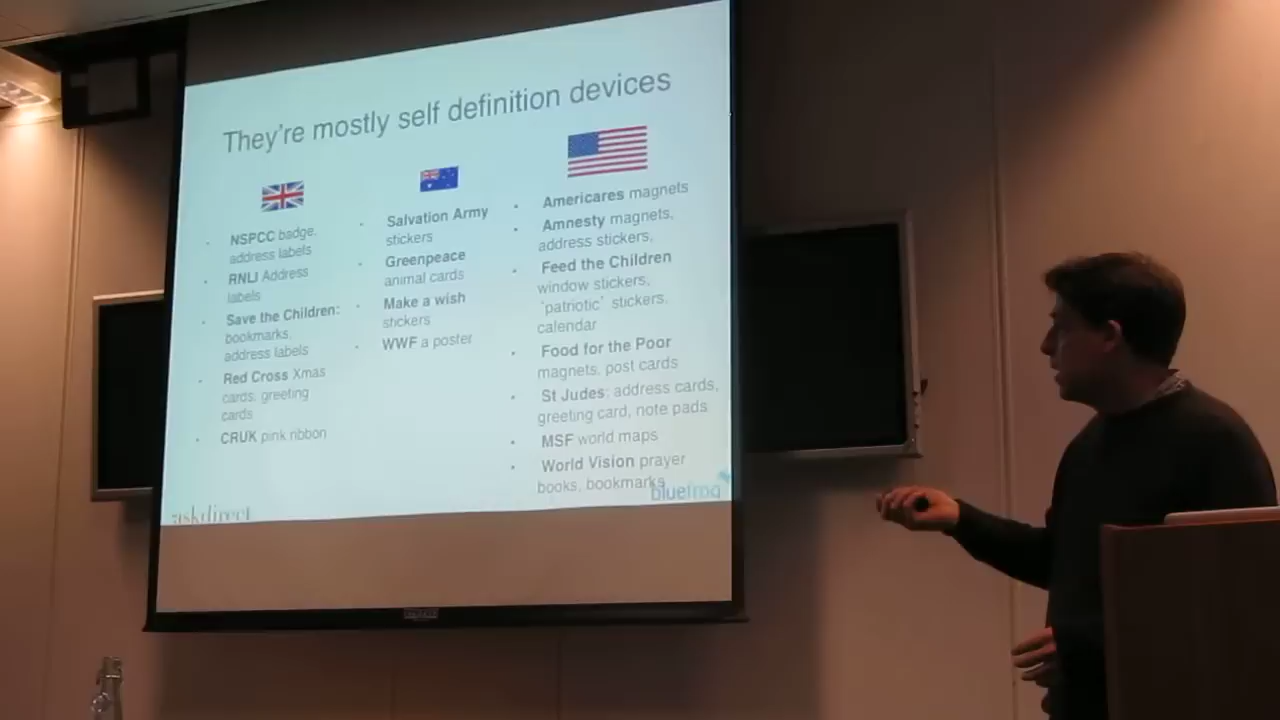 They're mostly self definition devices
NSPCC badge,
address labels
RNLI Address
labels
Save the Children:
bookmarks,
address labels
Red Cross Xmas
cards, greeting
cards
CRUK pink ribbon
Salvation Army
stickers
Greenpeace
animal cards
Make a wish
stickers
WWF a poster
Americares magnets
Amnesty magnets,
address stickers,
Feed the Children
window stickers,
'patriotic' stickers,
calendar
Food for the Poor
magnets, post cards
St Judes: address cards,
greeting card, note pads
MSF world maps
World Vision prayer
books, bookmarks
askdirect
bluefrog